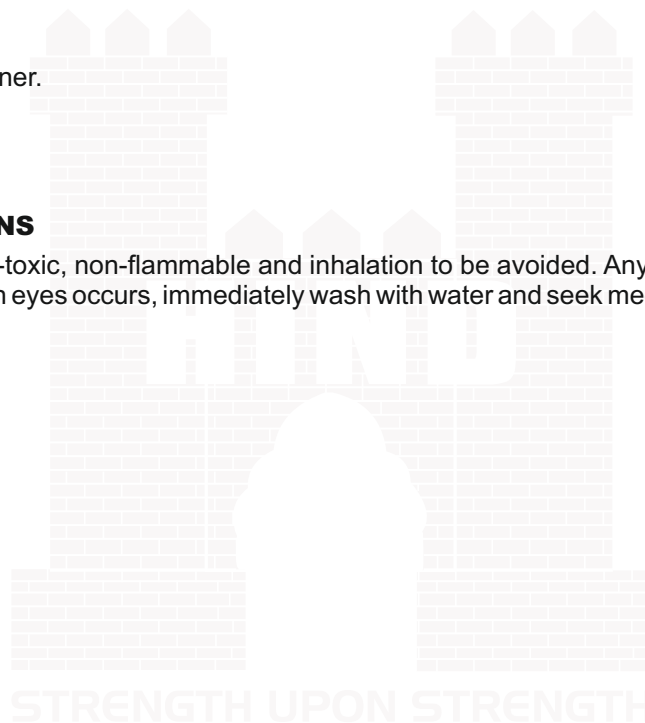 ner.
NS
-toxic, non-flammable and inhalation to be avoided. Any
n eyes occurs, immediately wash with water and seek me
HIND
STRENGTH UPON STRENGTH